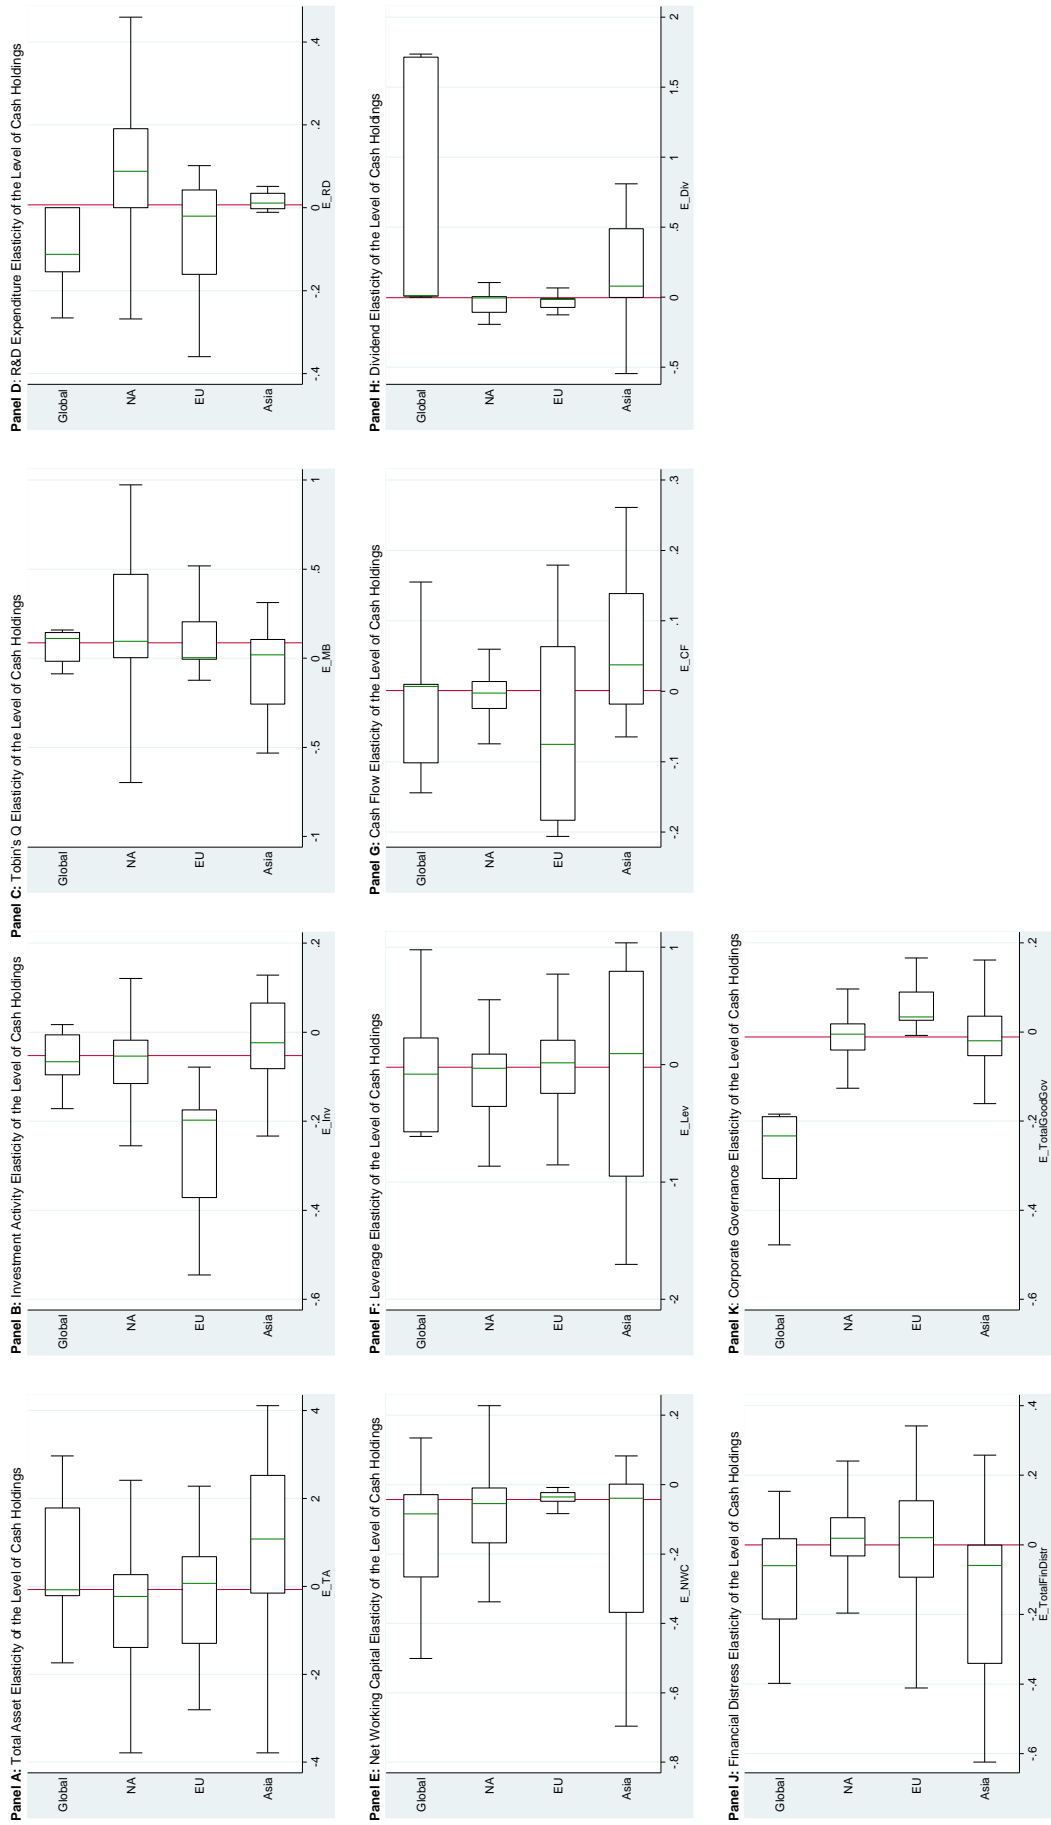 Panel A: Total Asset Elasticity of the Level of Cash Holdings
Global
NA
EU
Asia
-4 -2 0 2 4
E_TA
Panel B: Investment Activity Elasticity of the Level of Cash Holdings
Global
NA
EU
Asia
-.6 -.4 -.2 0 .2
E_Inv
Panel C: Tobin's Q Elasticity of the Level of Cash Holdings
Global
NA
EU
Asia
-1 -.5 0 .5 1
E_MB
Panel D: R&D Expenditure Elasticity of the Level of Cash Holdings
Global
NA
EU
Asia
-.4 -.2 0 .2 .4
E_RD
Panel E: Net Working Capital Elasticity of the Level of Cash Holdings
Global
NA
EU
Asia
-.8 -.6 -.4 -.2 0 .2
E_NWC
Panel F: Leverage Elasticity of the Level of Cash Holdings
Global
NA
EU
Asia
-2 -1 0 1
E_Lev
Panel G: Cash Flow Elasticity of the Level of Cash Holdings
Global
NA
EU
Asia
-.2 -.1 0 .1 .2 .3
E_CF
Panel H: Dividend Elasticity of the Level of Cash Holdings
Global
NA
EU
Asia
-.5 0 .5 1 1.5 2
E_Div
Panel J: Financial Distress Elasticity of the Level of Cash Holdings
Global
NA
EU
Asia
-.6 -.4 -.2 0 .2 .4
E_TotalFinDistr
Panel K: Corporate Governance Elasticity of the Level of Cash Holdings
Global
NA
EU
Asia
-.6 -.4 -.2 0 .2
E_TotalGoodGov